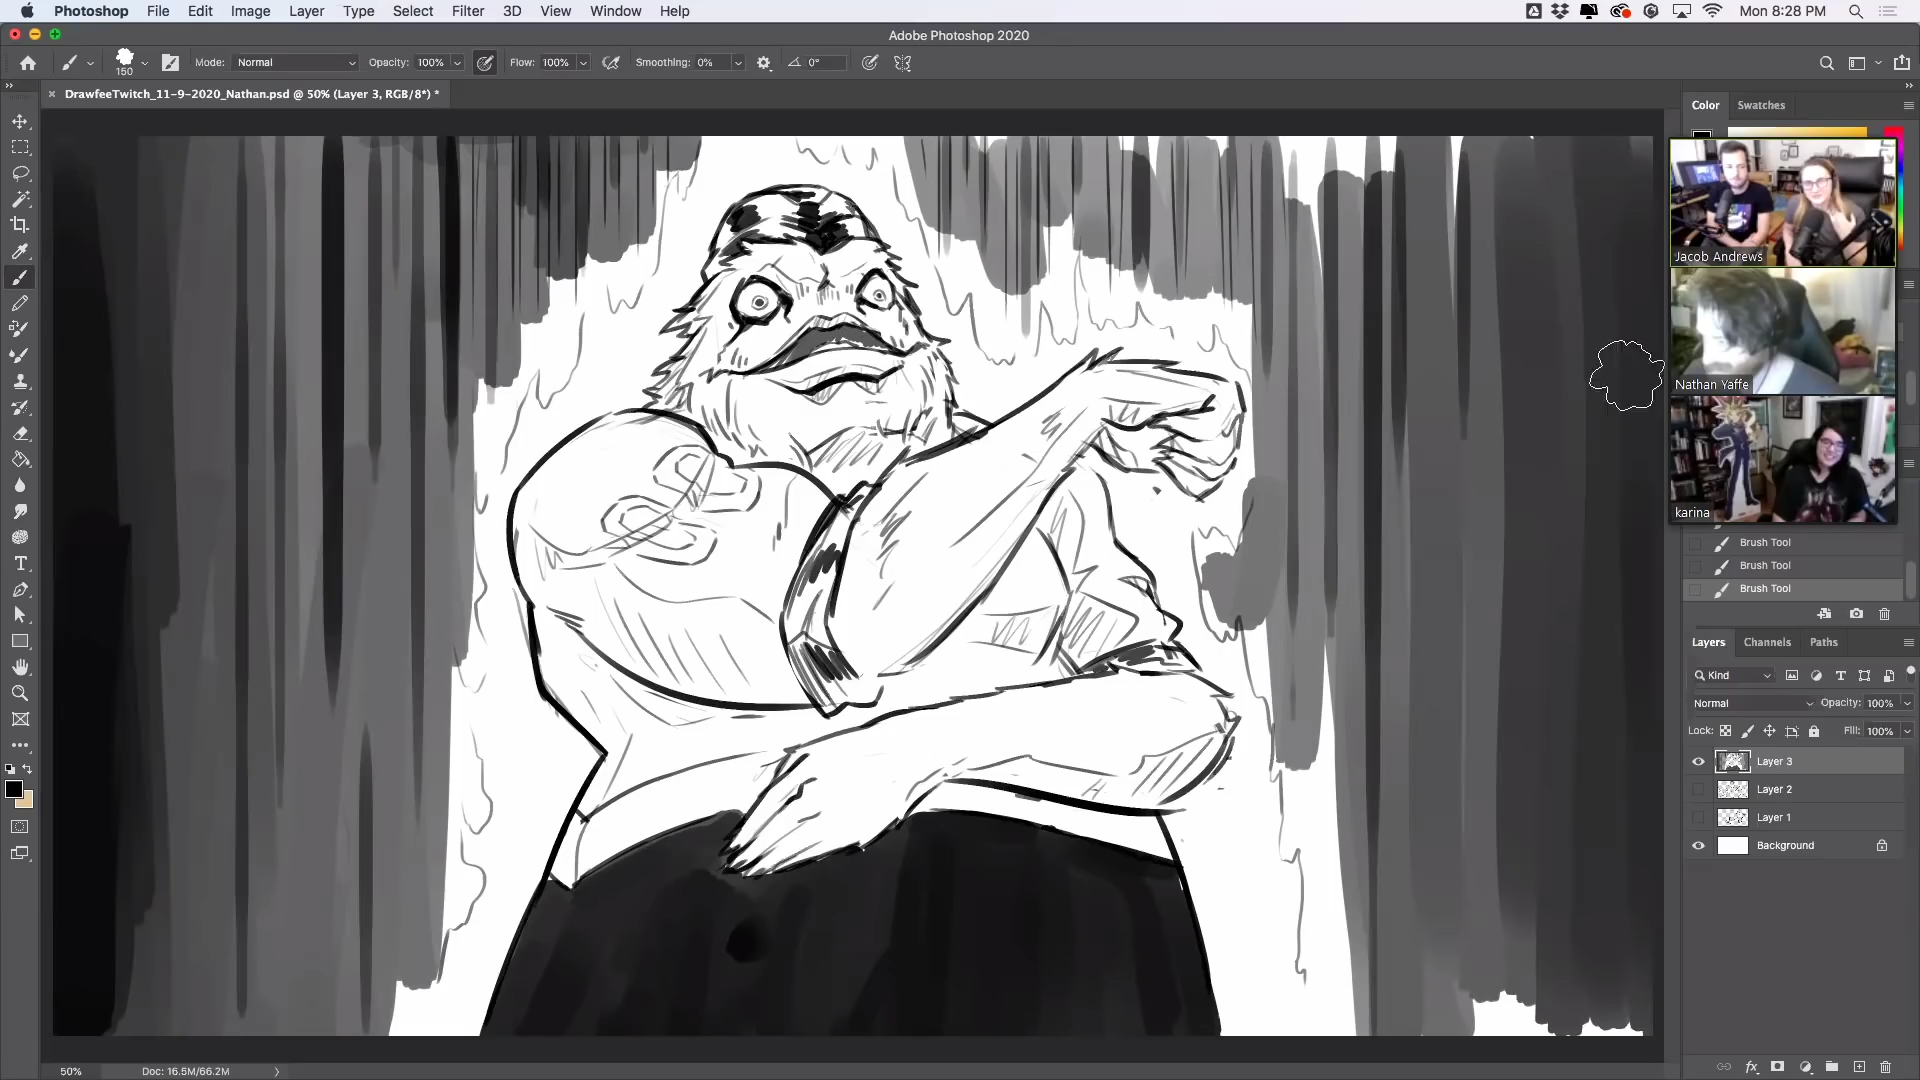 Photoshop File Edit Image Layer Type Select Filter 3D View Window Help Mon 8:28 PM
Adobe Photoshop 2020
150 Mode: Normal Opacity: 100% Flow: 100% Smoothing: 0% 0°
DrawfeeTwitch_11-9-2020_Nathan.psd @ 50% (Layer 3, RGB/8*) *
Color Swatches
Jacob Andrews
Nathan Yaffe
karina
Brush Tool
Brush Tool
Brush Tool
Layers Channels Paths
Kind
Normal Opacity: 100%
Lock: Fill: 100%
Layer 3
Layer 2
Layer 1
Background
50% Doc: 16.5M/66.2M